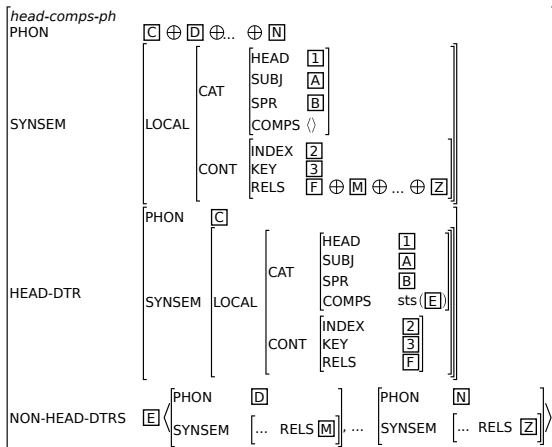 head-comps-ph
PHON C ⊕ D ⊕... ⊕ N
HEAD 1
SUBJ A
CAT
SPR B
COMPS ⟨⟩
SYNSEM LOCAL
INDEX 2
CONT KEY 3
RELS F ⊕ M ⊕ ... ⊕ Z
PHON C
HEAD 1
SUBJ A
CAT
SPR B
COMPS sts(E)
HEAD-DTR SYNSEM LOCAL
INDEX 2
CONT KEY 3
RELS F
PHON D PHON N
NON-HEAD-DTRS E ⟨ , ... ⟩
SYNSEM [... RELS M] SYNSEM [... RELS Z]